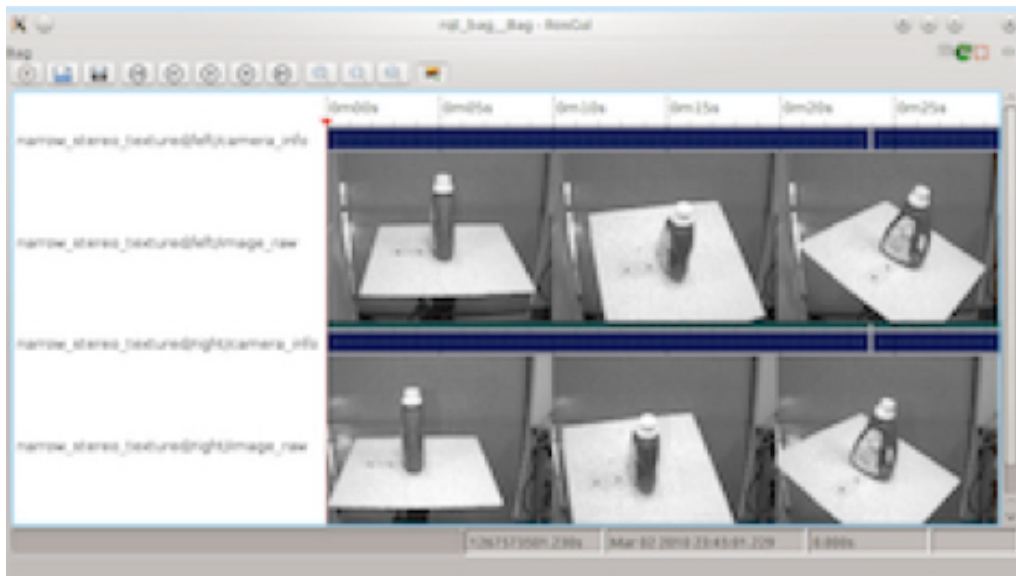 rqt_bag__Bag - RosGui
Bag
0m00s 0m05s 0m10s 0m15s 0m20s 0m25s
narrow_stereo_textured/left/camera_info
narrow_stereo_textured/left/image_raw
narrow_stereo_textured/right/camera_info
narrow_stereo_textured/right/image_raw
Mar 02 2010 23:45:01.229 0.000s